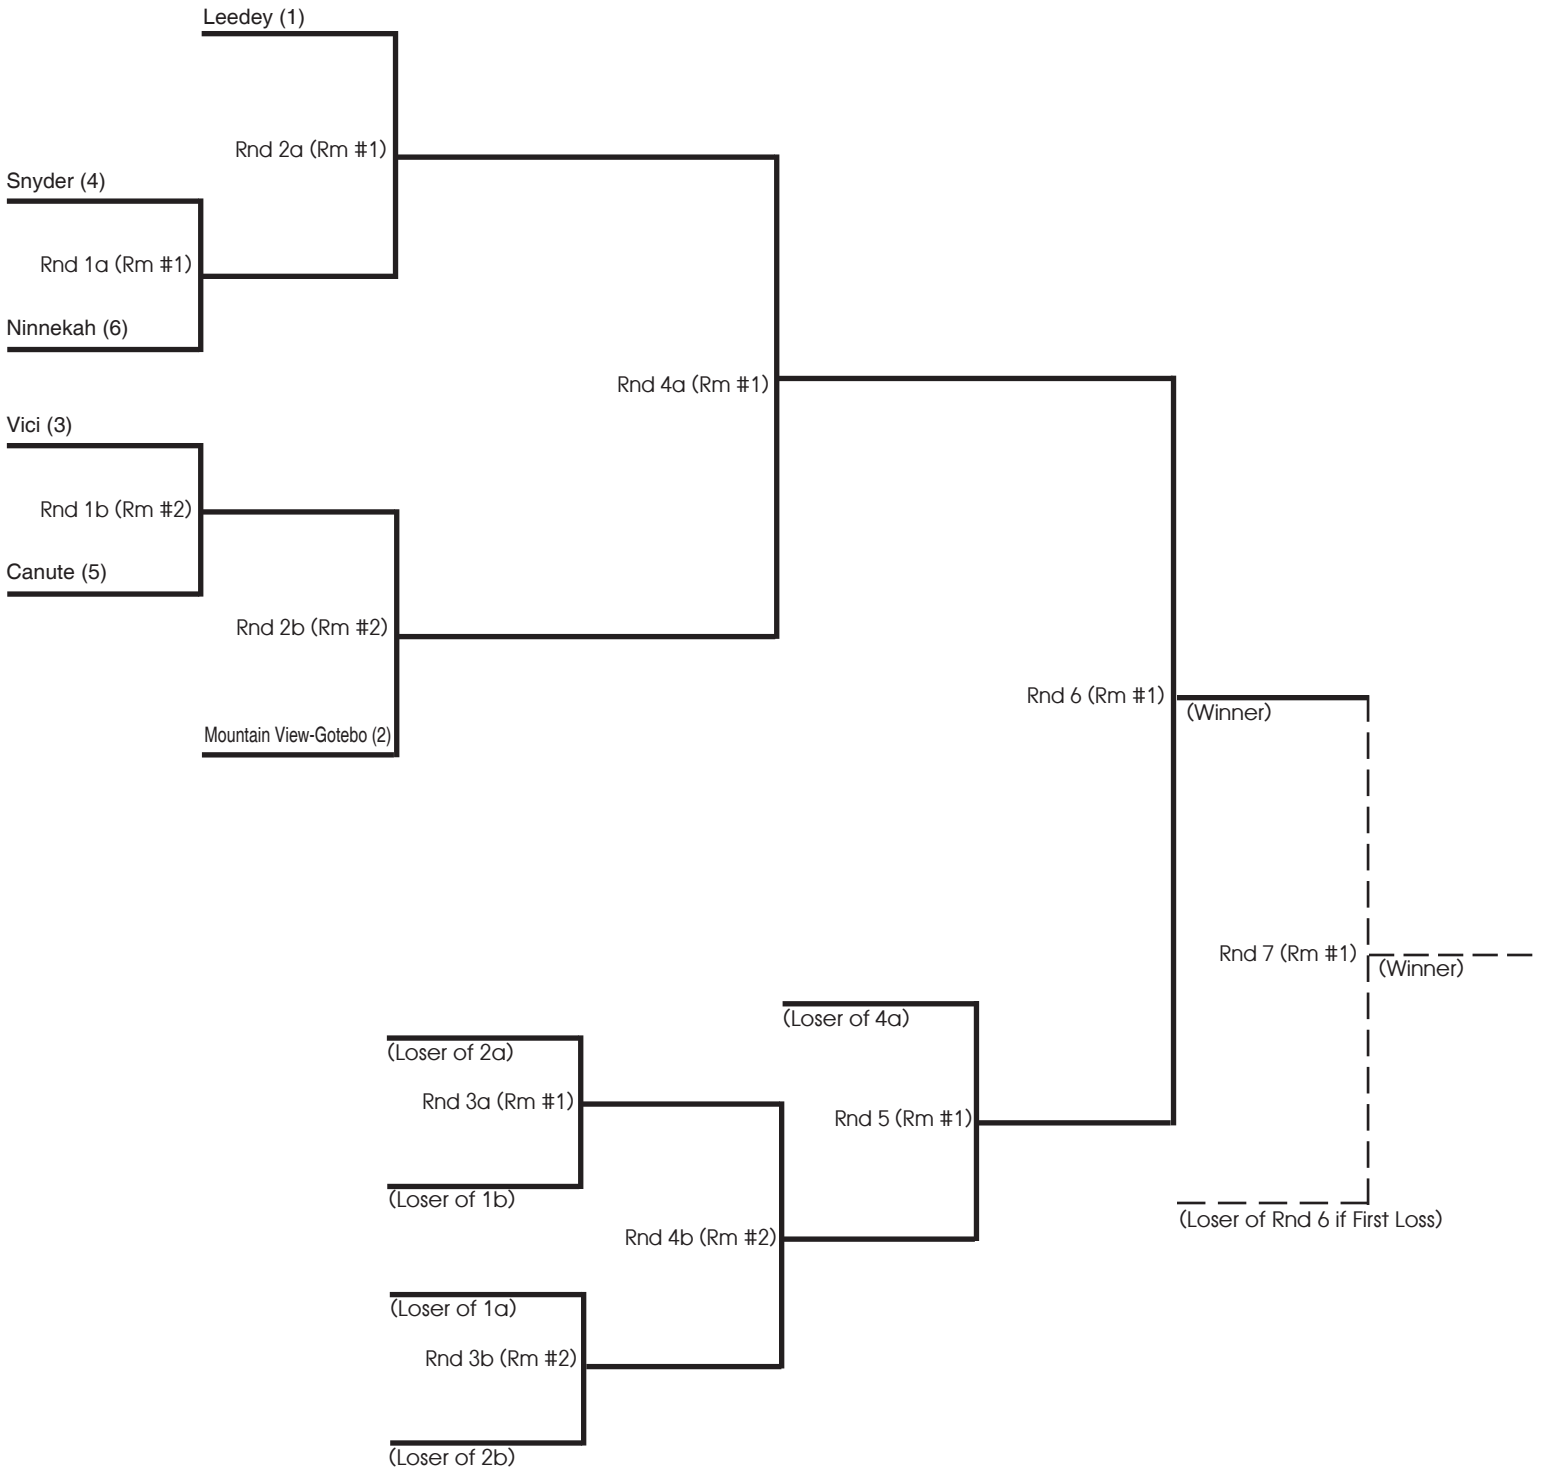 Leedey (1)
Rnd 2a (Rm #1)
Snyder (4)
Rnd 1a (Rm #1)
Ninnekah (6)
Rnd 4a (Rm #1)
Vici (3)
Rnd 1b (Rm #2)
Canute (5)
Rnd 2b (Rm #2)
Mountain View-Gotebo (2)
Rnd 6 (Rm #1)
(Winner)
Rnd 7 (Rm #1)
(Winner)
(Loser of 4a)
(Loser of 2a)
Rnd 3a (Rm #1)
Rnd 5 (Rm #1)
(Loser of 1b)
Rnd 4b (Rm #2)
(Loser of Rnd 6 if First Loss)
(Loser of 1a)
Rnd 3b (Rm #2)
(Loser of 2b)